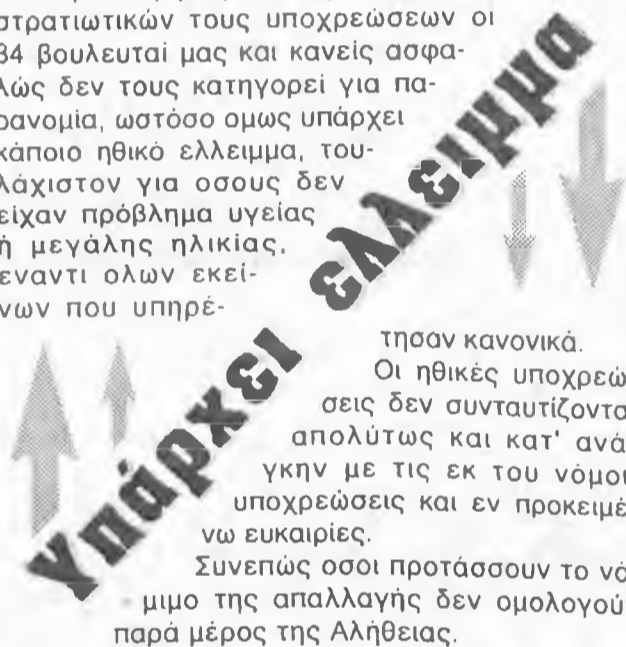 στρατιωτικών τους υποχρεώσεων οι
84 βουλευταί μας και κανείς ασφα-
λώς δεν τους κατηγορεί για πα-
ρανομία, ωστόσο ομως υπάρχει
κάποιο ηθικό ελλειμμα, του-
λάχιστον για οσους δεν
είχαν πρόβλημα υγείας
ή μεγάλης ηλικίας,
εναντι ολων εκεί-
νων που υπηρέ-
Υπάρχει ελλειμμα
τησαν κανονικά.
Οι ηθικές υποχρεώ
σεις δεν συνταυτίζοντα
απολύτως και κατ' ανά
γκην με τις εκ του νόμου
υποχρεώσεις και εν προκειμέ
νω ευκαιρίες.
Συνεπώς οσοι προτάσσουν το νό
μιμο της απαλλαγής δεν ομολογού
παρά μέρος της Αλήθειας.